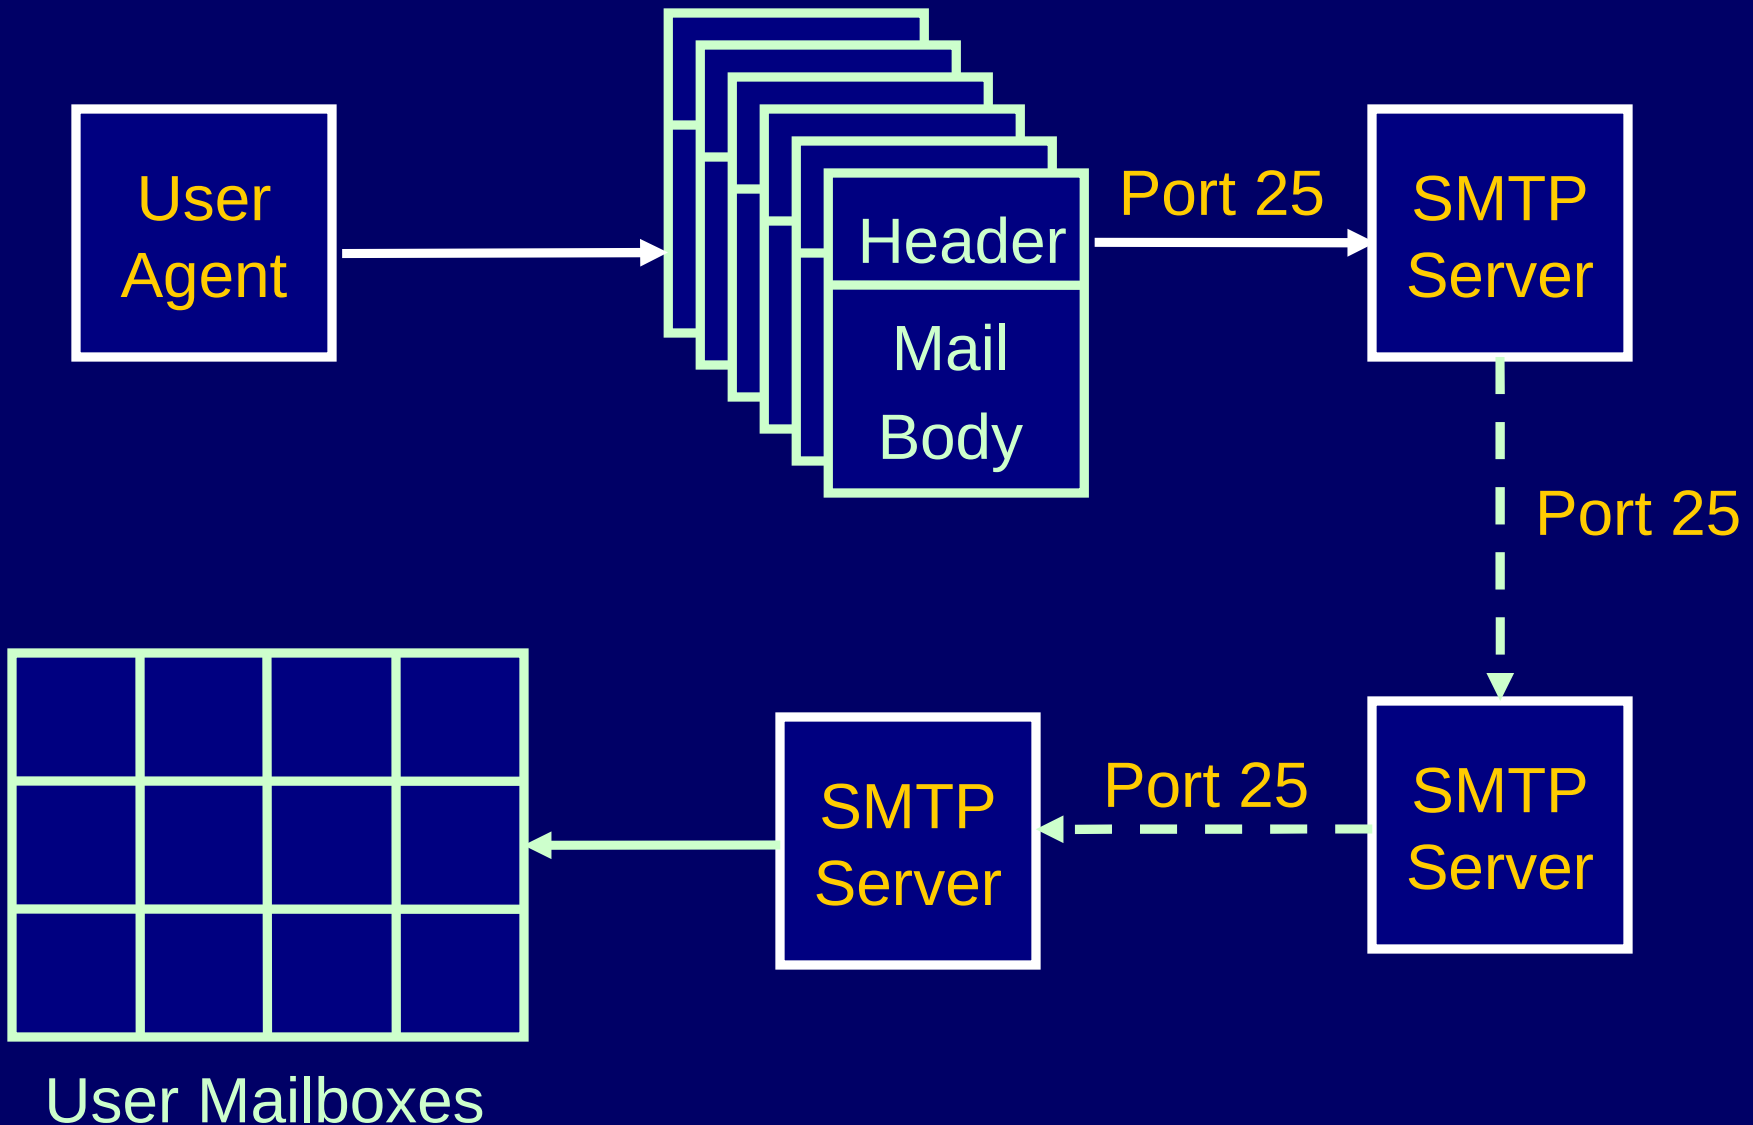 User
Agent
Header
Mail
Body
Port 25
SMTP
Server
Port 25
SMTP
Server
Port 25
SMTP
Server
User Mailboxes